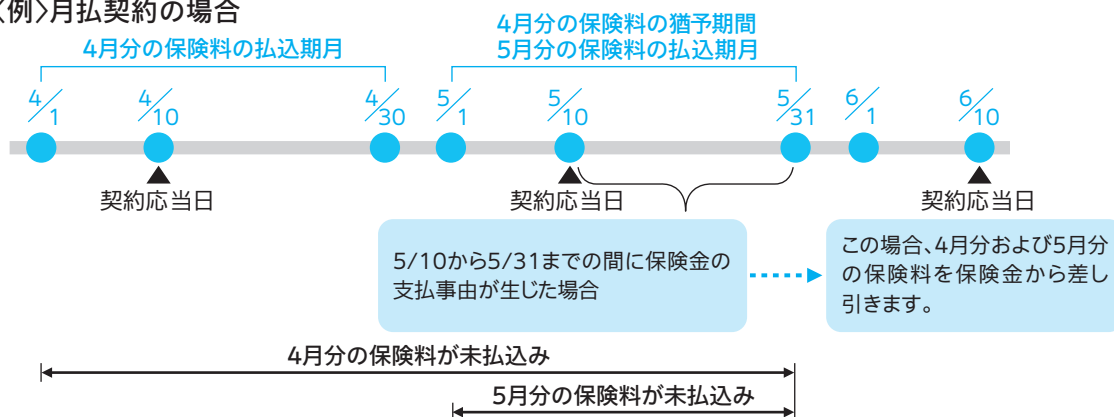 〈例〉月払契約の場合
4月分の保険料の払込期月
4月分の保険料の猶予期間
5月分の保険料の払込期月
4/1
4/10
4/30
5/1
5/10
5/31
6/1
6/10
契約応当日
契約応当日
契約応当日
5/10から5/31までの間に保険金の
支払事由が生じた場合
この場合、4月分および5月分
の保険料を保険金から差し
引きます。
4月分の保険料が未払込み
5月分の保険料が未払込み